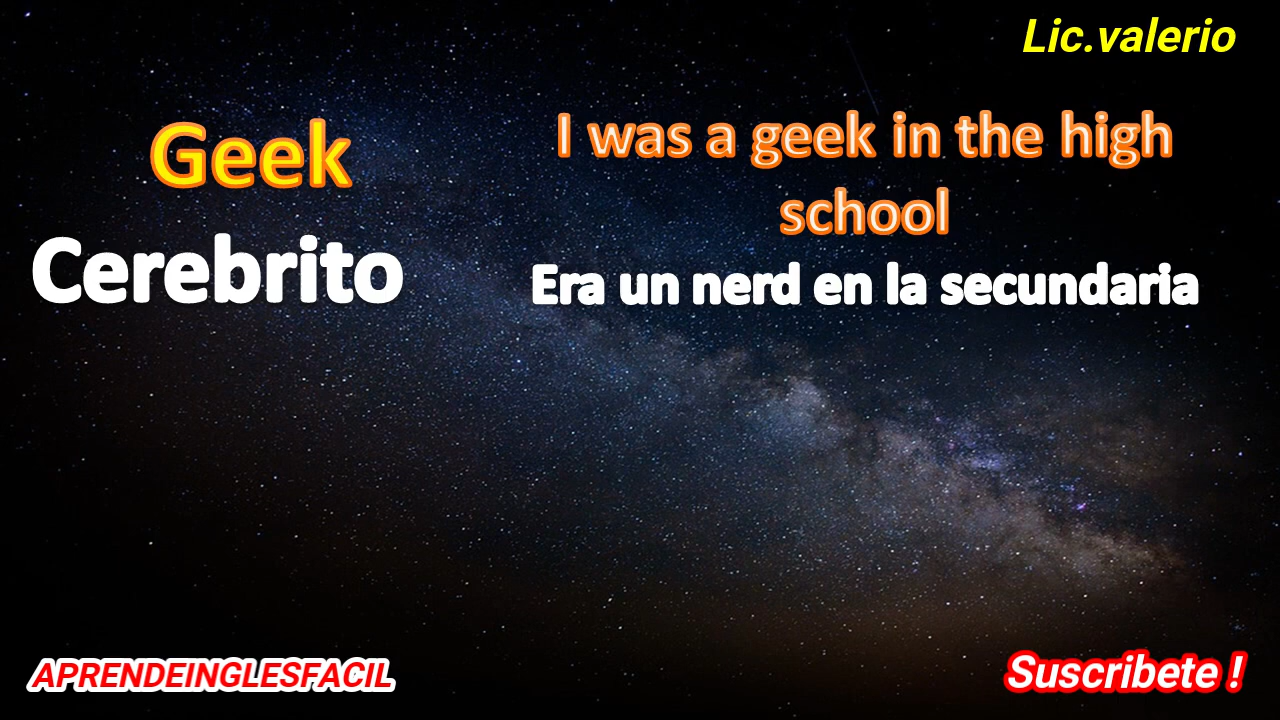 Lic.valerio
Geek
Cerebrito
I was a geek in the high
school
Era un nerd en la secundaria
APRENDEINGLESFACIL
Suscribete !